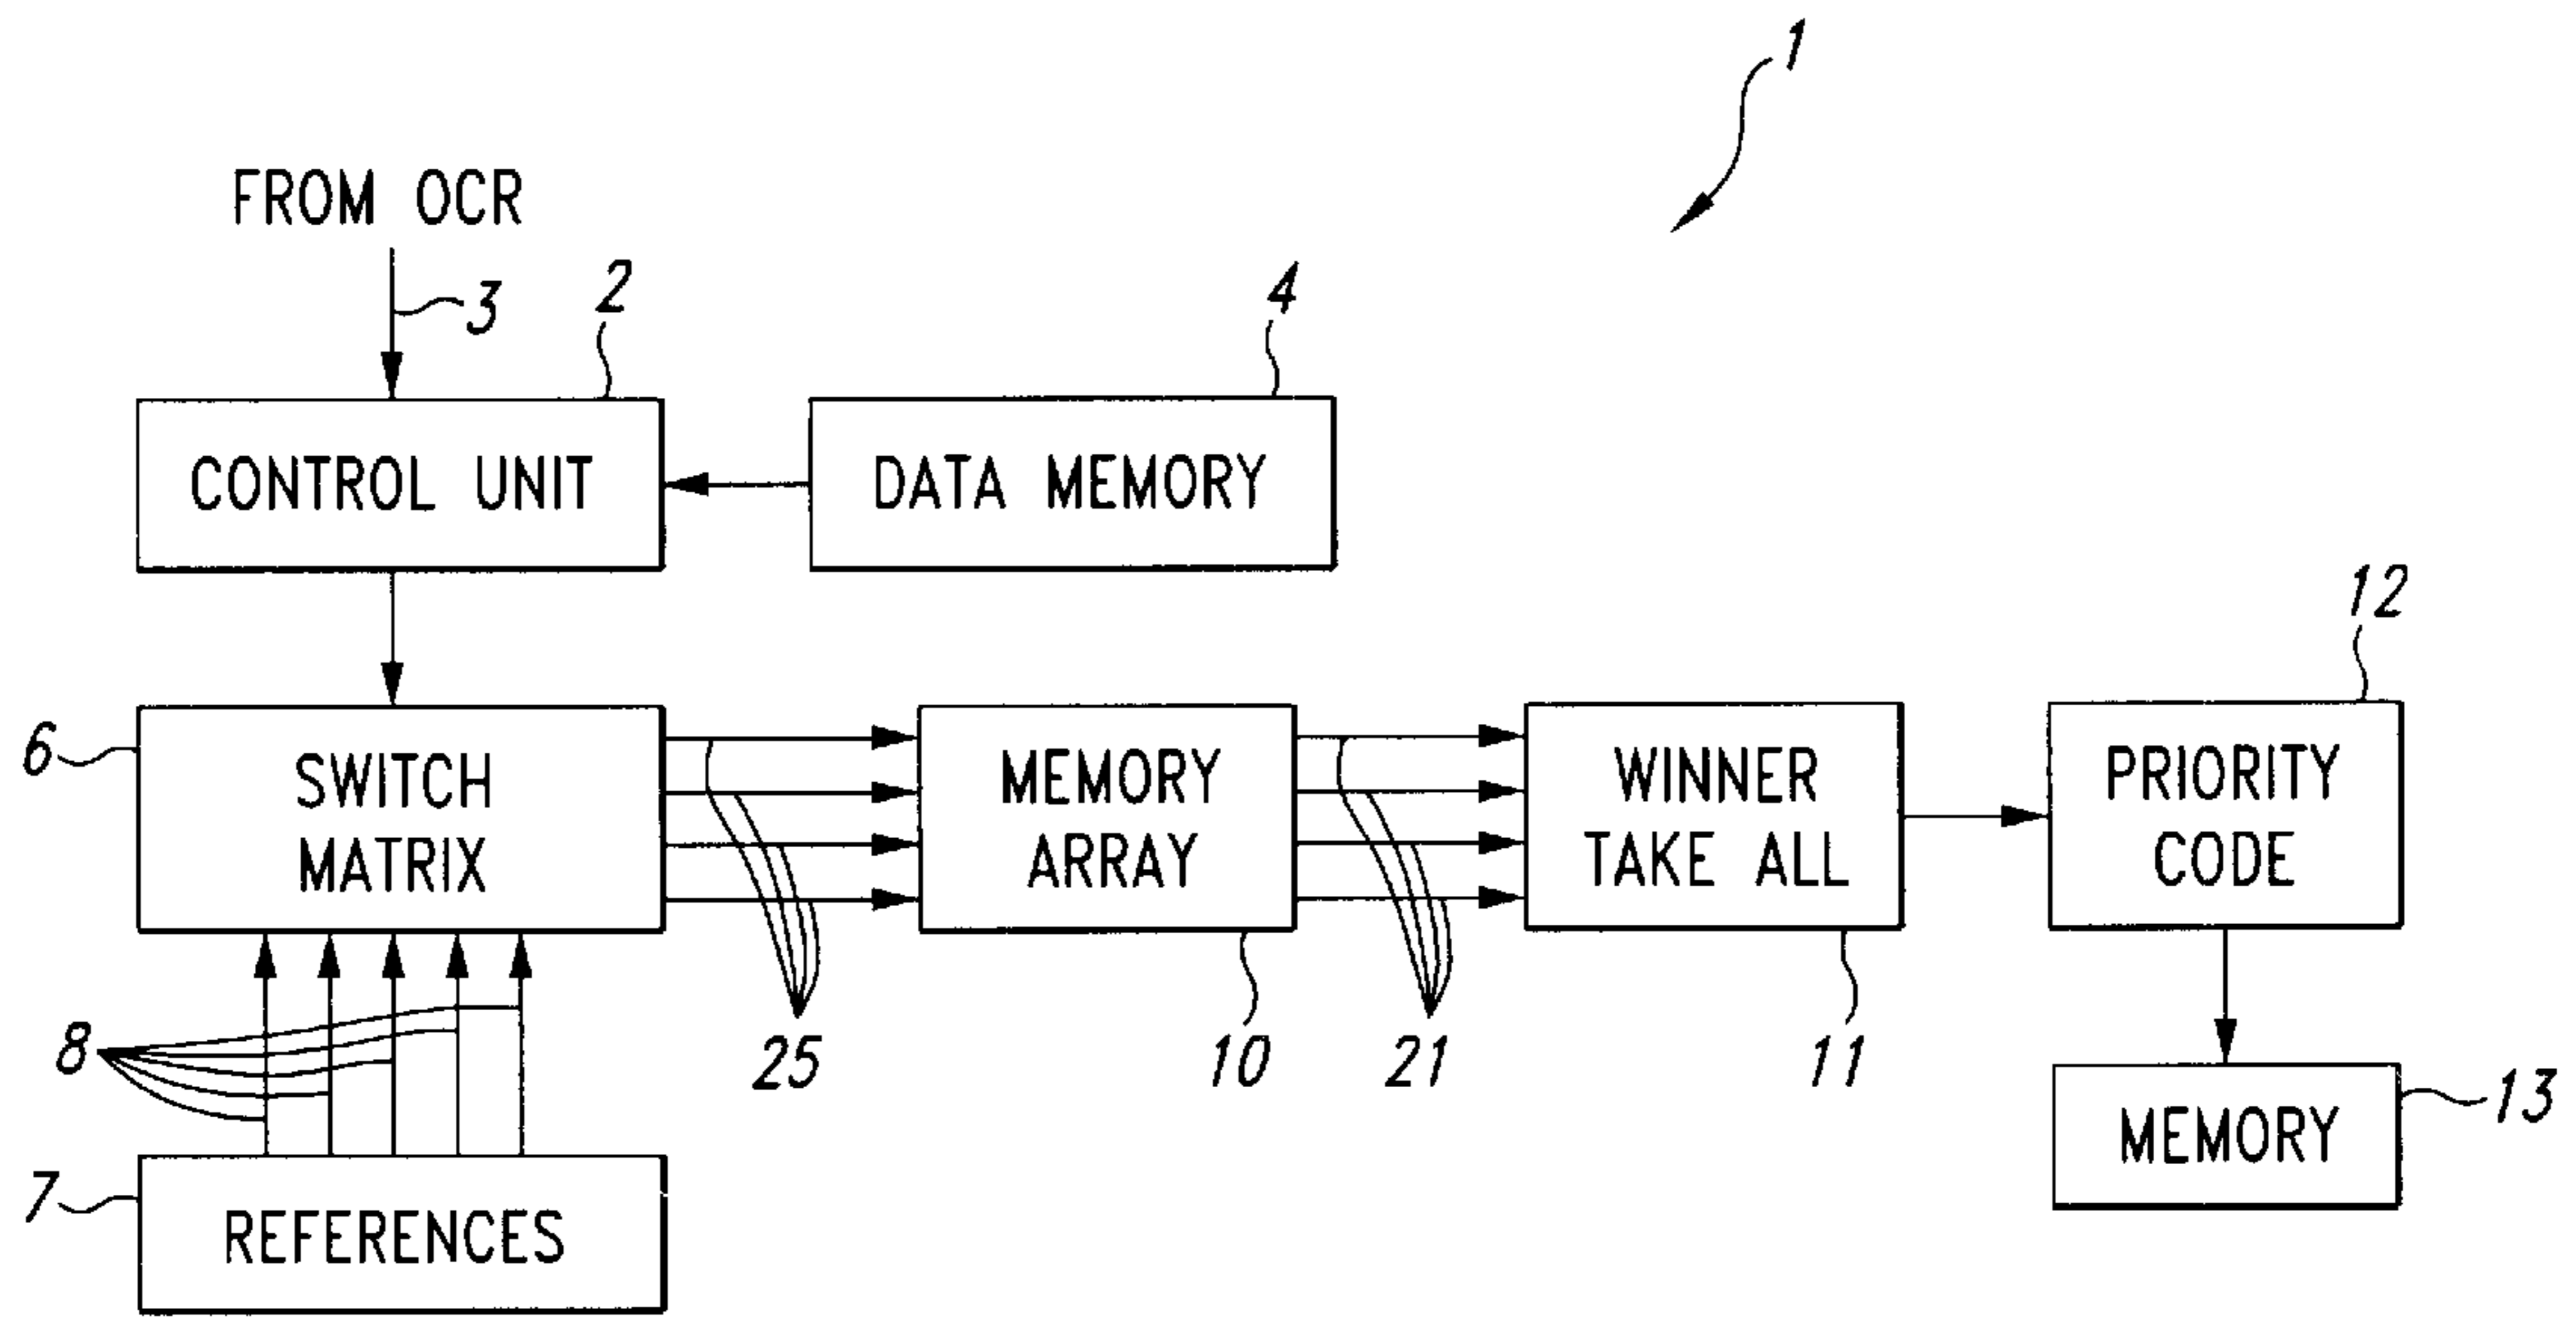 1
FROM OCR
3
2
4
CONTROL UNIT
DATA MEMORY
12
6
SWITCH
MATRIX
MEMORY
ARRAY
WINNER
TAKE ALL
PRIORITY
CODE
8
25
10
21
11
13
MEMORY
7
REFERENCES